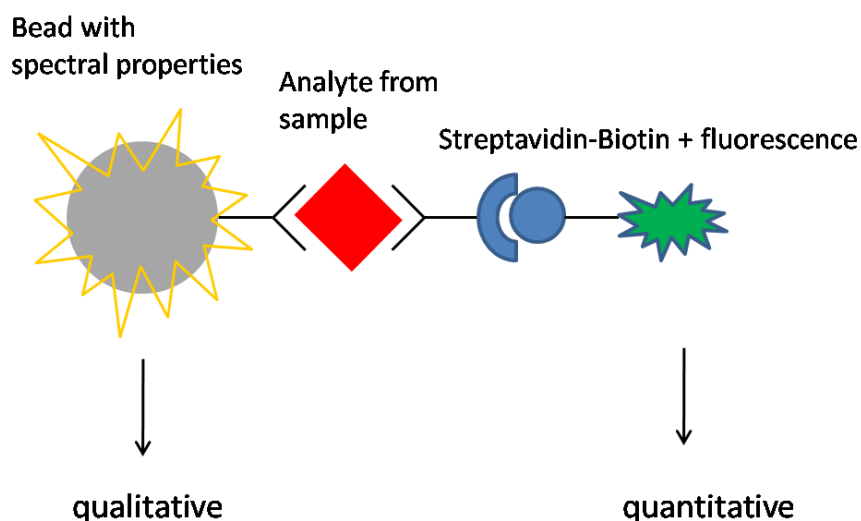 Bead with
spectral properties
Analyte from
sample
Streptavidin-Biotin + fluorescence
qualitative
quantitative